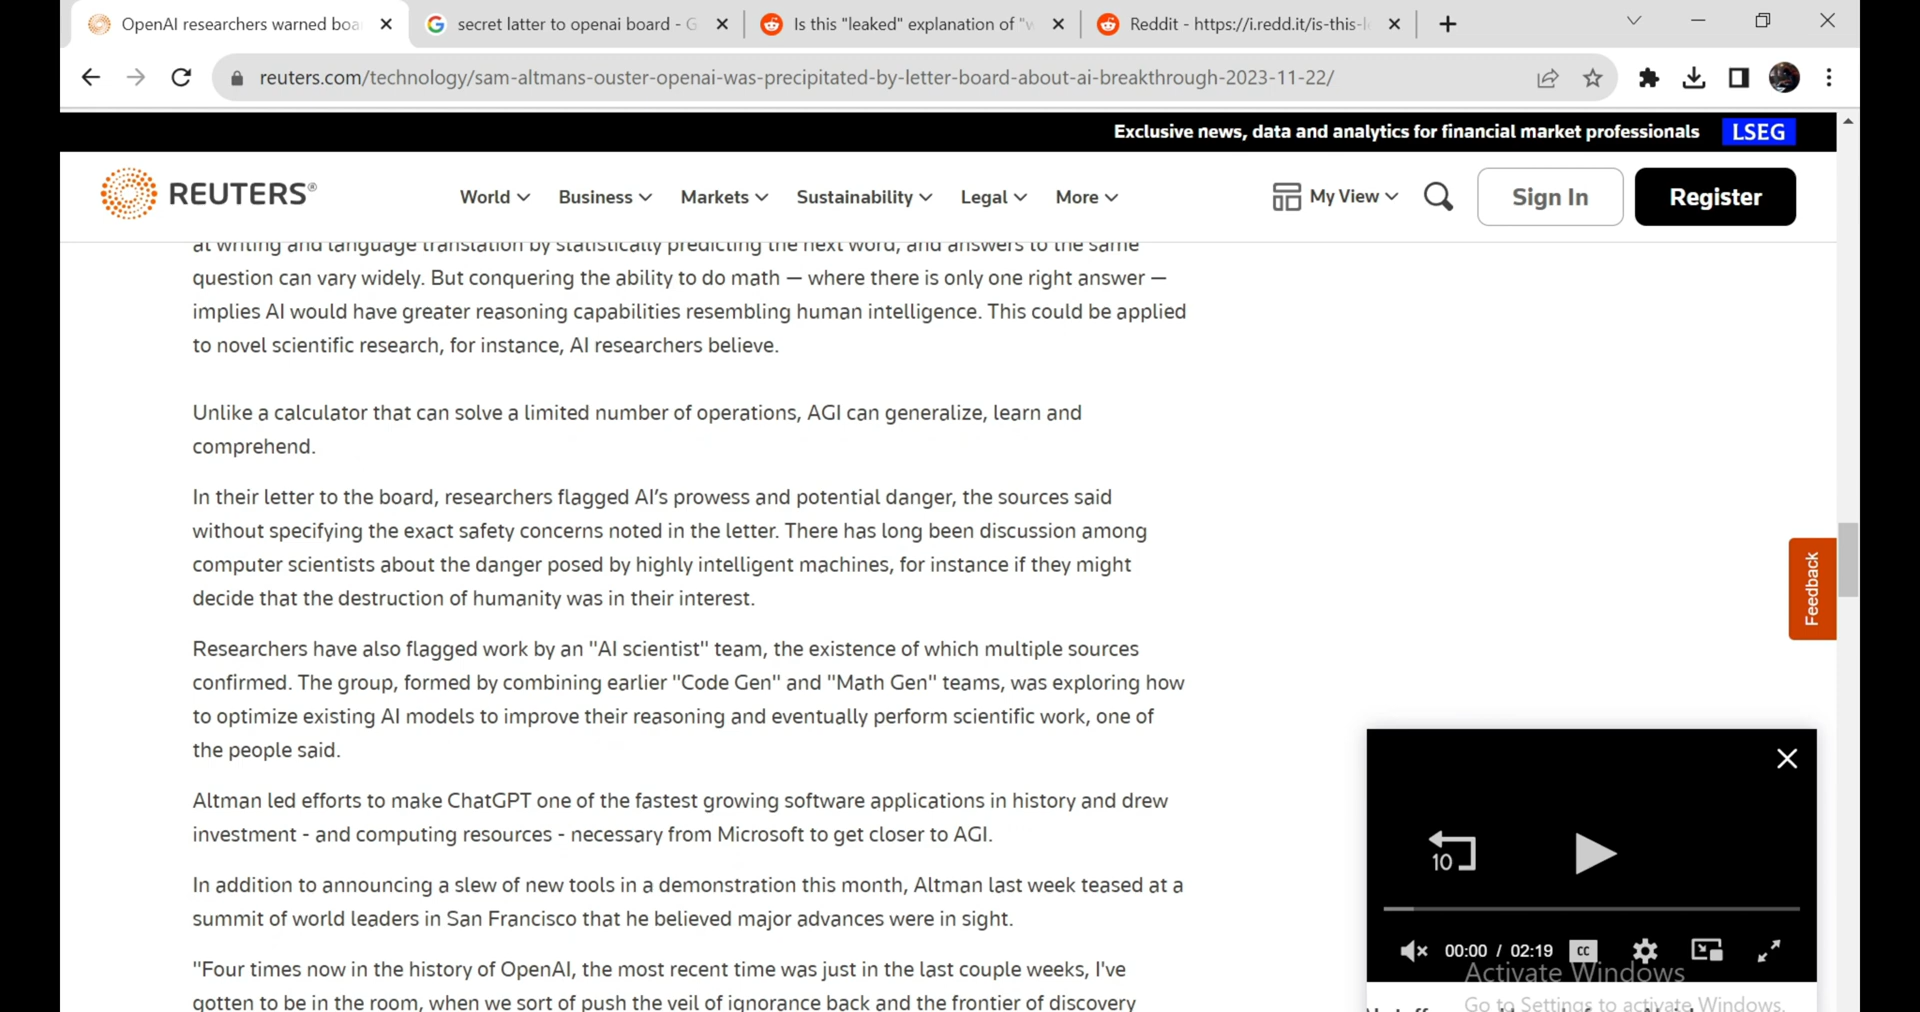 OpenAI researchers warned boa
secret latter to openai board - G
Is this "leaked" explanation of "w
Reddit - https://i.redd.it/is-this-l
reuters.com/technology/sam-altmans-ouster-openai-was-precipitated-by-letter-board-about-ai-breakthrough-2023-11-22/
Exclusive news, data and analytics for financial market professionals LSEG
REUTERS®
World Business Markets Sustainability Legal More
My View
Sign In
Register
at writing and language translation by statistically predicting the next word, and answers to the same
question can vary widely. But conquering the ability to do math — where there is only one right answer —
implies AI would have greater reasoning capabilities resembling human intelligence. This could be applied
to novel scientific research, for instance, AI researchers believe.
Unlike a calculator that can solve a limited number of operations, AGI can generalize, learn and
comprehend.
In their letter to the board, researchers flagged AI’s prowess and potential danger, the sources said
without specifying the exact safety concerns noted in the letter. There has long been discussion among
computer scientists about the danger posed by highly intelligent machines, for instance if they might
decide that the destruction of humanity was in their interest.
Researchers have also flagged work by an "AI scientist" team, the existence of which multiple sources
confirmed. The group, formed by combining earlier "Code Gen" and "Math Gen" teams, was exploring how
to optimize existing AI models to improve their reasoning and eventually perform scientific work, one of
the people said.
Altman led efforts to make ChatGPT one of the fastest growing software applications in history and drew
investment - and computing resources - necessary from Microsoft to get closer to AGI.
In addition to announcing a slew of new tools in a demonstration this month, Altman last week teased at a
summit of world leaders in San Francisco that he believed major advances were in sight.
"Four times now in the history of OpenAI, the most recent time was just in the last couple weeks, I've
gotten to be in the room, when we sort of push the veil of ignorance back and the frontier of discovery
Feedback
10
00:00 / 02:19 CC
Activate Windows
Go to Settings to activate Windows.